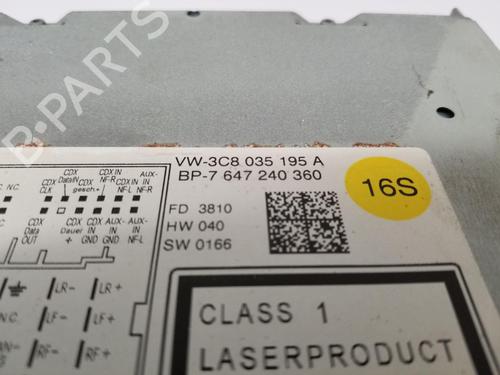 B-PARTS
VW-3C8 035 195 A
BP-7 647 240 360
16S
FD 3810
HW 040
SW 0166
CLASS 1
LASERPRODUCT
CDX CDX CDX IN AUX-
N.C. CDX DataIN gesch+ NF-R IN
CLK CDX IN AUX-IN
NF-L NF-R
CDX CDX CDX AUX- AUX-
Data Dauer IN IN IN
OUT + GND GND NF-L
LR- LR+
N.C. LF- LF+
RF- RF+